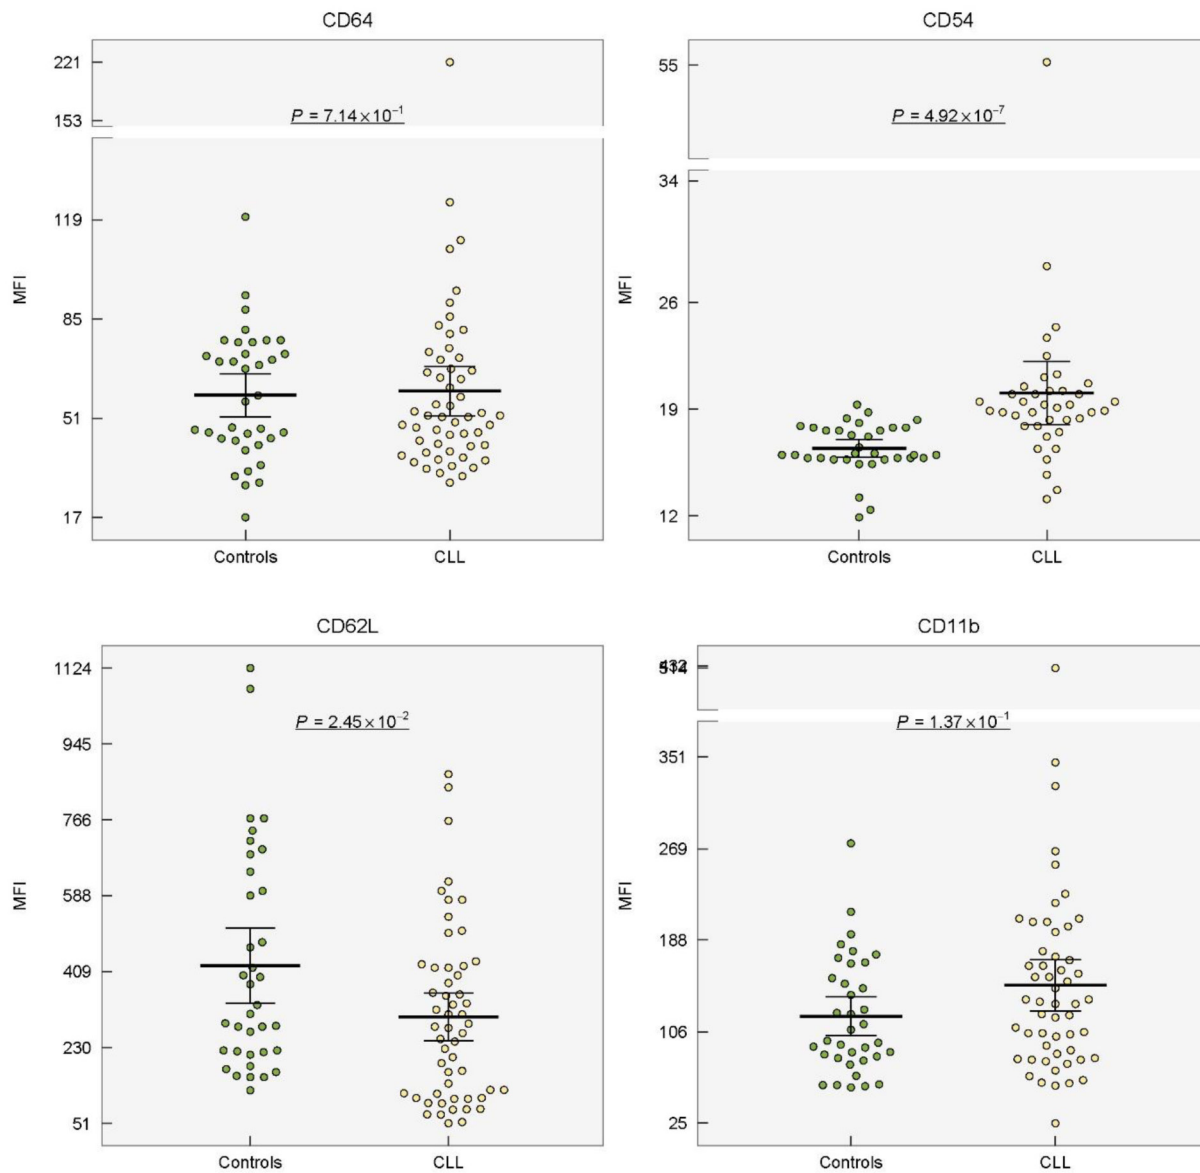 CD64
221
153
P = 7.14×10⁻¹
119
85
51
17
MFI
Controls
CLL
CD54
55
P = 4.92×10⁻⁷
34
26
19
12
MFI
Controls
CLL
CD62L
1124
P = 2.45×10⁻²
945
766
588
409
230
51
MFI
Controls
CLL
CD11b
432
514
P = 1.37×10⁻¹
351
269
188
106
25
MFI
Controls
CLL